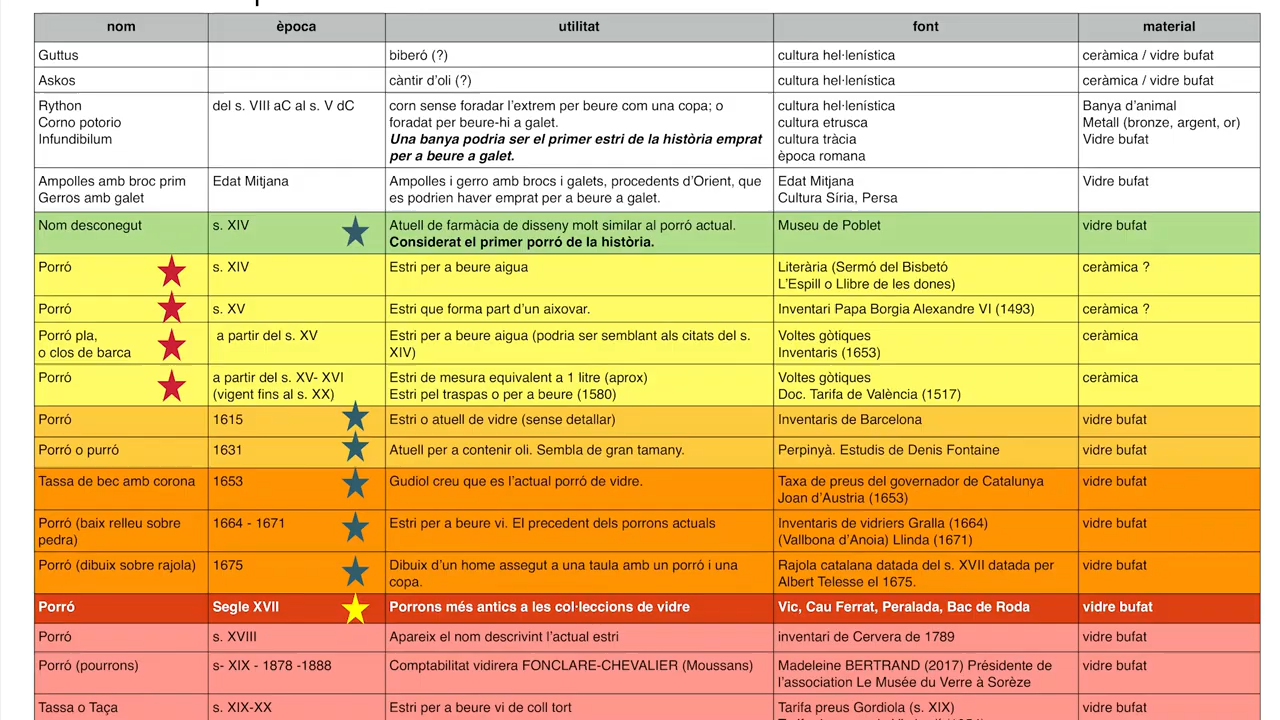 nom època utilitat font material
Guttus biberó (?) cultura hel·lenística ceràmica / vidre bufat
Askos càntir d'oli (?) cultura hel·lenística ceràmica / vidre bufat
Rython del s. VIII aC al s. V dC corn sense foradar l'extrem per beure com una copa; o cultura hel·lenística Banya d'animal
Corno potorio foradat per beure-hi a galet. cultura etrusca Metall (bronze, argent, or)
Infundibilum Una banya podria ser el primer estri de la història emprat cultura tràcia Vidre bufat
per a beure a galet. època romana
Ampolles amb broc prim Edat Mitjana Ampolles i gerro amb brocs i galets, procedents d'Orient, que Edat Mitjana Vidre bufat
Gerros amb galet es podrien haver emprat per a beure a galet. Cultura Síria, Persa
Nom desconegut s. XIV Atuell de farmàcia de disseny molt similar al porró actual. Museu de Poblet vidre bufat
Considerat el primer porró de la història.
Porró s. XIV Estri per a beure aigua Literària (Sermó del Bisbetó ceràmica ?
L'Espill o Llibre de les dones)
Porró s. XV Estri que forma part d'un aixovar. Inventari Papa Borgia Alexandre VI (1493) ceràmica ?
Porró pla, a partir del s. XV Estri per a beure aigua (podria ser semblant als citats del s. Voltes gòtiques ceràmica
o clos de barca XIV) Inventaris (1653)
Porró a partir del s. XV- XVI Estri de mesura equivalent a 1 litre (aprox) Voltes gòtiques ceràmica
(vigent fins al s. XX) Estri pel traspas o per a beure (1580) Doc. Tarifa de València (1517)
Porró 1615 Estri o atuell de vidre (sense detallar) Inventaris de Barcelona vidre bufat
Porró o purró 1631 Atuell per a contenir oli. Sembla de gran tamany. Perpinyà. Estudis de Denis Fontaine vidre bufat
Tassa de bec amb corona 1653 Gudiol creu que es l'actual porró de vidre. Taxa de preus del governador de Catalunya vidre bufat
Joan d'Austria (1653)
Porró (baix relleu sobre 1664 - 1671 Estri per a beure vi. El precedent dels porrons actuals Inventaris de vidriers Gralla (1664) vidre bufat
pedra) (Vallbona d'Anoia) Llinda (1671)
Porró (dibuix sobre rajola) 1675 Dibuix d'un home assegut a una taula amb un porró i una Rajola catalana datada del s. XVII datada per vidre bufat
copa. Albert Telesse el 1675.
Porró Segle XVII Porrons més antics a les col·leccions de vidre Vic, Cau Ferrat, Peralada, Bac de Roda vidre bufat
Porró s. XVIII Apareix el nom descrivint l'actual estri inventari de Cervera de 1789 vidre bufat
Porró (pourrons) s- XIX - 1878 -1888 Comptabilitat vidirera FONCLARE-CHEVALIER (Moussans) Madeleine BERTRAND (2017) Présidente de vidre bufat
l'association Le Musée du Verre à Sorèze
Tassa o Taça s. XIX-XX Estri per a beure vi de coll tort Tarifa preus Gordiola (s. XIX) vidre bufat